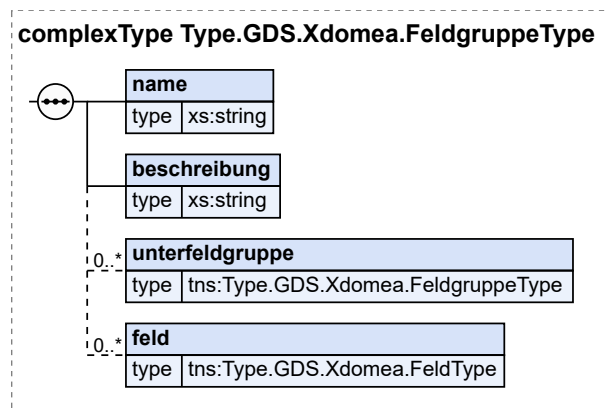 complexType Type.GDS.Xdomea.FeldgruppeType
name
type xs:string
beschreibung
type xs:string
0..* unterfeldgruppe
type tns:Type.GDS.Xdomea.FeldgruppeType
0..* feld
type tns:Type.GDS.Xdomea.FeldType